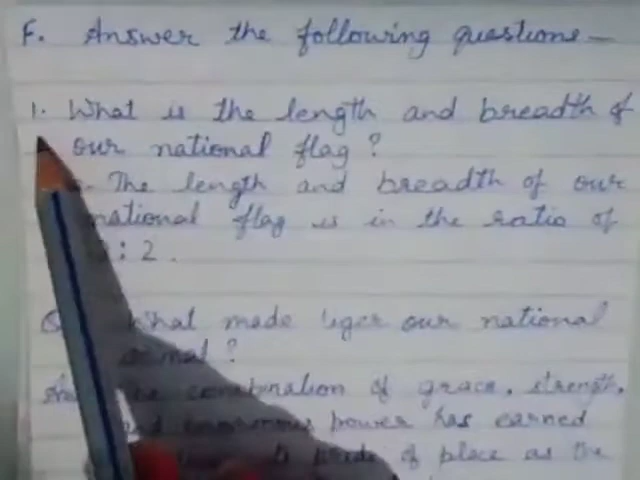 F. Answer the following questions —
1. What is the length and breadth of
our national flag ?
. The length and breadth of our
national flag is in the ratio of
: 2 .
What made tiger our national
?
combination of grace, strength,
power has earned
pride of place as the